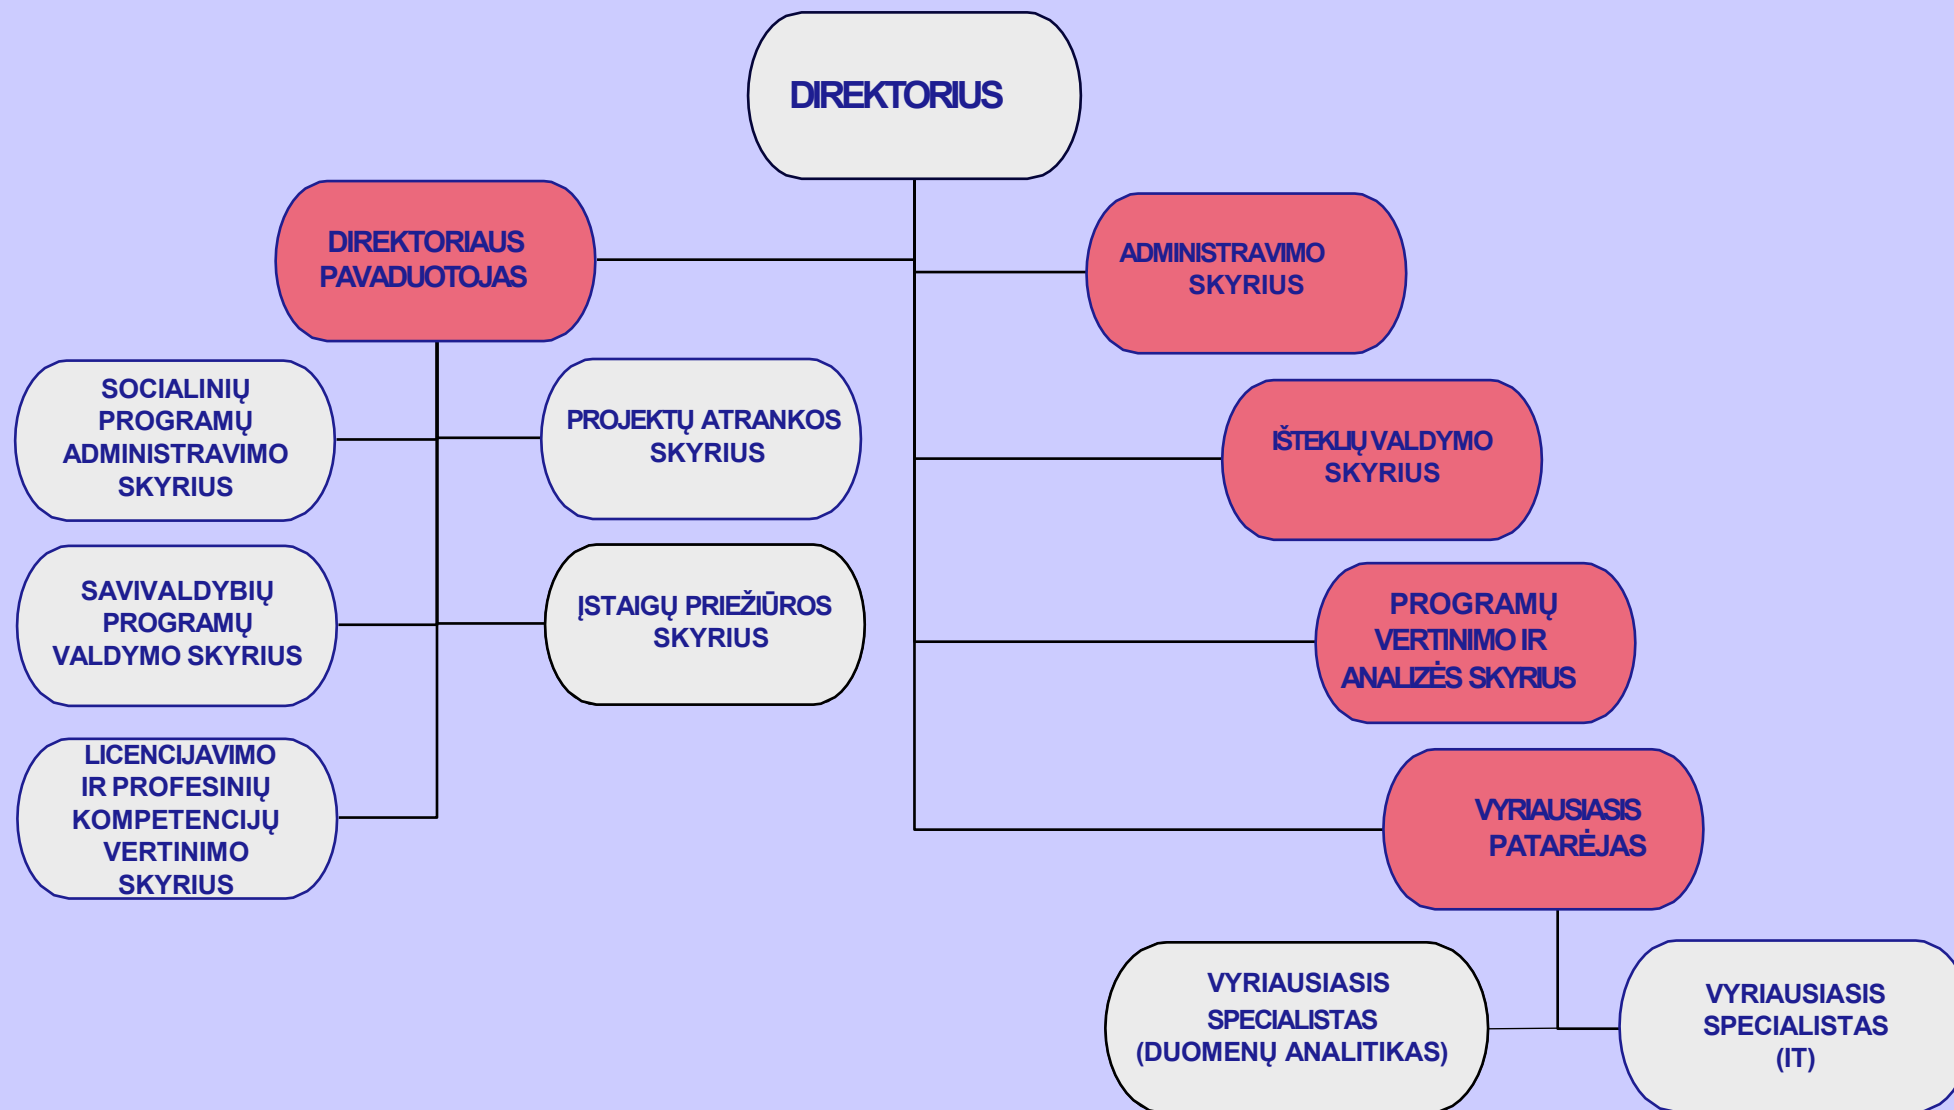 DIREKTORIUS
DIREKTORIAUS
PAVADUOTOJAS
ADMINISTRAVIMO
SKYRIUS
SOCIALINIŲ
PROGRAMŲ
ADMINISTRAVIMO
SKYRIUS
PROJEKTŲ ATRANKOS
SKYRIUS
IŠTEKLIŲ VALDYMO
SKYRIUS
SAVIVALDYBIŲ
PROGRAMŲ
VALDYMO SKYRIUS
ĮSTAIGŲ PRIEŽIŪROS
SKYRIUS
PROGRAMŲ
VERTINIMO IR
ANALIZĖS SKYRIUS
LICENCIJAVIMO
IR PROFESINIŲ
KOMPETENCIJŲ
VERTINIMO
SKYRIUS
VYRIAUSIASIS
PATARĖJAS
VYRIAUSIASIS
SPECIALISTAS
(DUOMENŲ ANALITIKAS)
VYRIAUSIASIS
SPECIALISTAS
(IT)